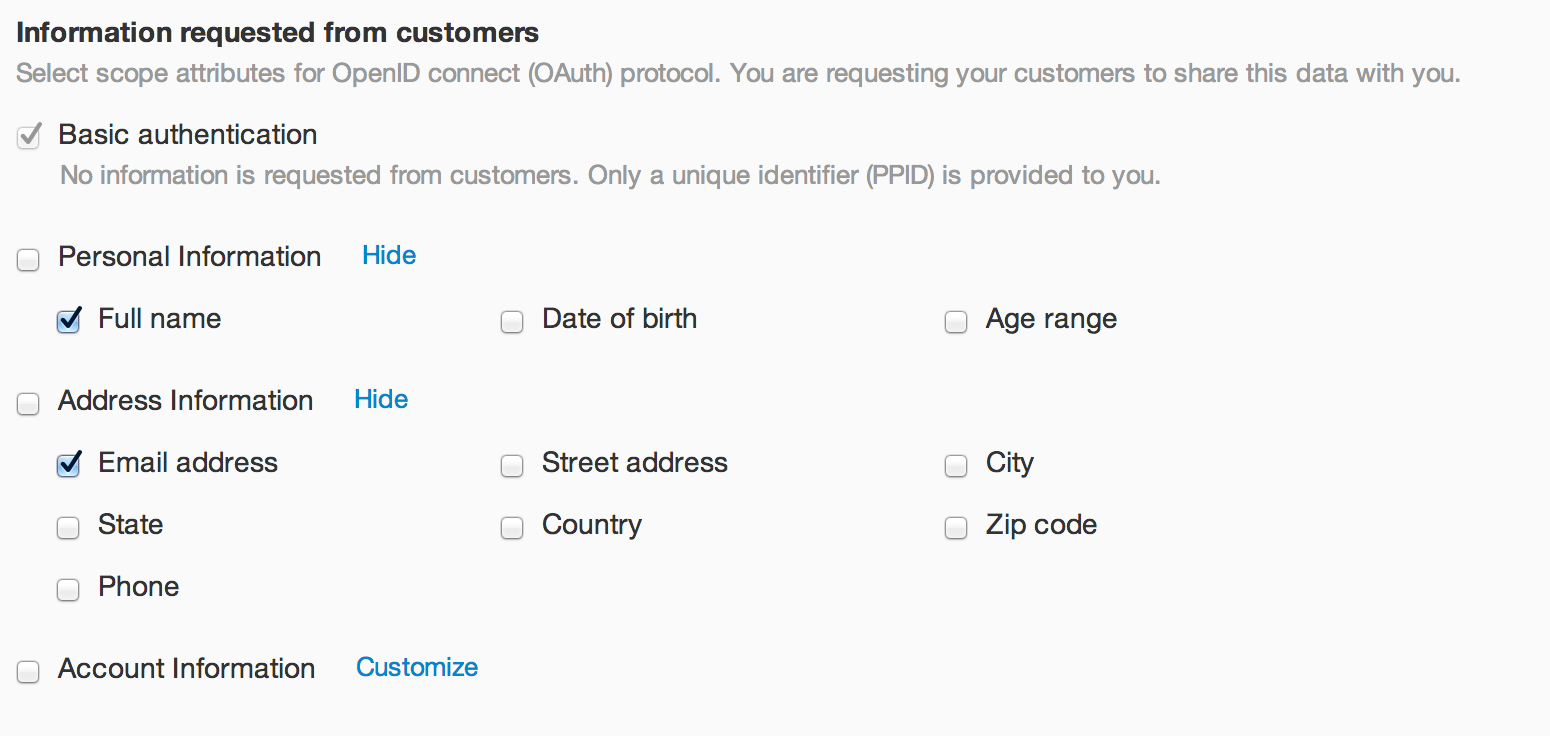 Information requested from customers
Select scope attributes for OpenID connect (OAuth) protocol. You are requesting your customers to share this data with you.
Basic authentication
No information is requested from customers. Only a unique identifier (PPID) is provided to you.
Personal Information Hide
Full name Date of birth Age range
Address Information Hide
Email address Street address City
State Country Zip code
Phone
Account Information Customize